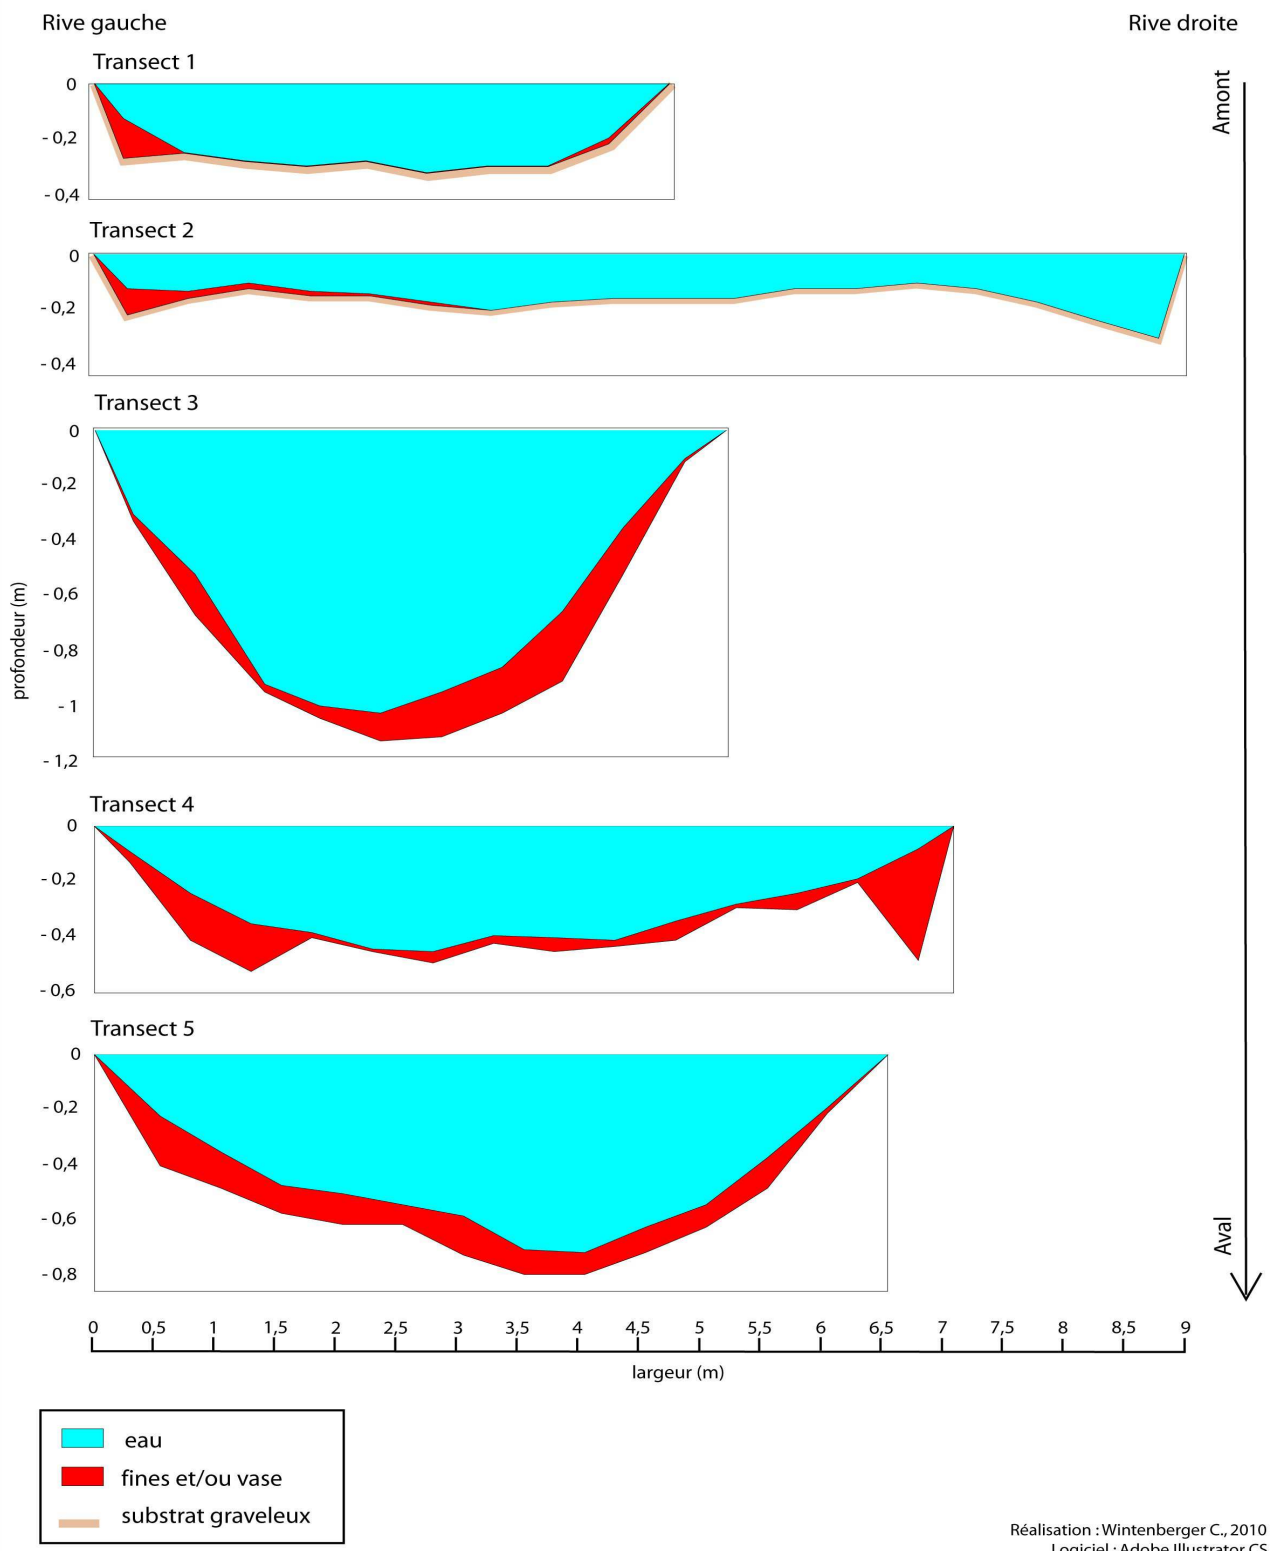 Rive gauche
Rive droite
Transect 1
Amont
0
- 0,2
- 0,4
Transect 2
0
- 0,2
- 0,4
Transect 3
0
- 0,2
- 0,4
- 0,6
- 0,8
- 1
- 1,2
profondeur (m)
Transect 4
0
- 0,2
- 0,4
- 0,6
Transect 5
0
- 0,2
- 0,4
- 0,6
- 0,8
Aval
0 0,5 1 1,5 2 2,5 3 3,5 4 4,5 5 5,5 6 6,5 7 7,5 8 8,5 9
largeur (m)
eau
fines et/ou vase
substrat graveleux
Réalisation : Wintenberger C., 2010
Logiciel : Adobe Illustrator CS